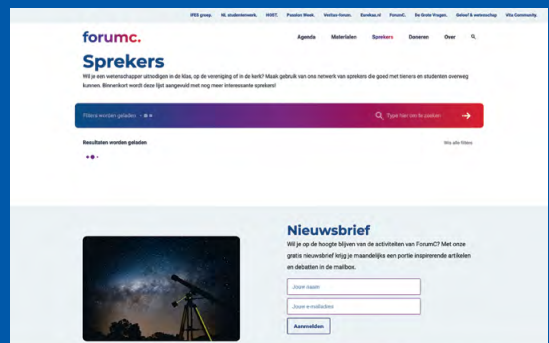 IFES groep. HL studentenwerk. HVIET. Passion Week. Veritas-forum. Eurekas.nl ForumC. De Grote Vragen. Geloof & wetenschap Vita Community.
forumc.
Agenda Materialen Sprekers Doneren Over
Sprekers
Wil je een wetenschapper uitnodigen in de klas, op de vereniging of in de kerk? Maak gebruik van ons netwerk van sprekers die goed met tieners en studenten overweg
kunnen. Binnenkort wordt deze lijst aangevuld met nog meer interessante sprekers!
Filters worden geladen
Type hier om te zoeken
Resultaten worden geladen
Wis alle filters
Nieuwsbrief
Wil je op de hoogte blijven van de activiteiten van ForumC? Met onze
gratis nieuwsbrief krijg je maandelijks een portie inspirerende artikelen
en debatten in de mailbox.
Jouw naam
Jouw e-mailadres
Aanmelden